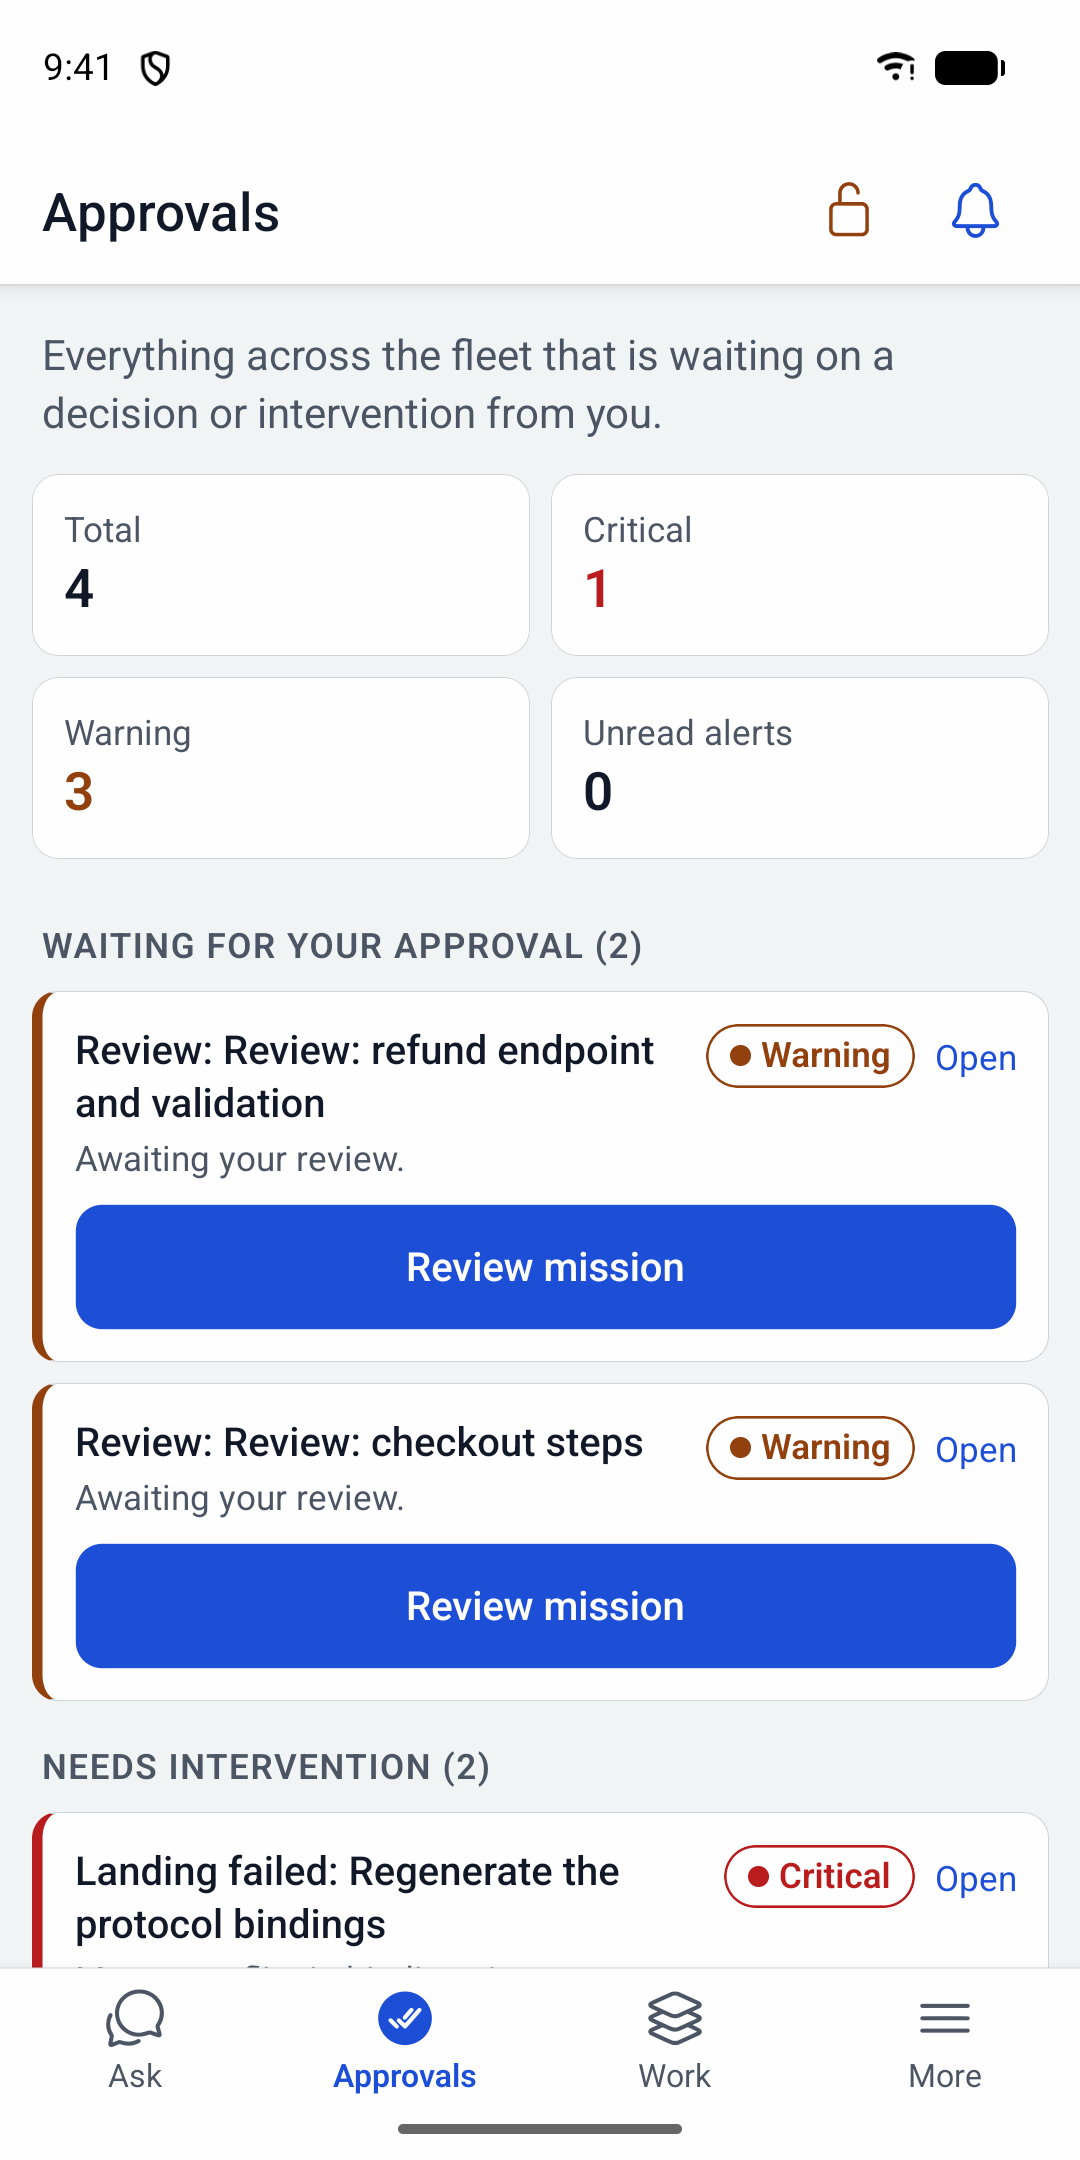 9:41
Approvals
Everything across the fleet that is waiting on a
decision or intervention from you.
Total
4
Critical
1
Warning
3
Unread alerts
0
WAITING FOR YOUR APPROVAL (2)
Review: Review: refund endpoint
and validation
Warning
Open
Awaiting your review.
Review mission
Review: Review: checkout steps
Warning
Open
Awaiting your review.
Review mission
NEEDS INTERVENTION (2)
Landing failed: Regenerate the
protocol bindings
Critical
Open
Ask
Approvals
Work
More